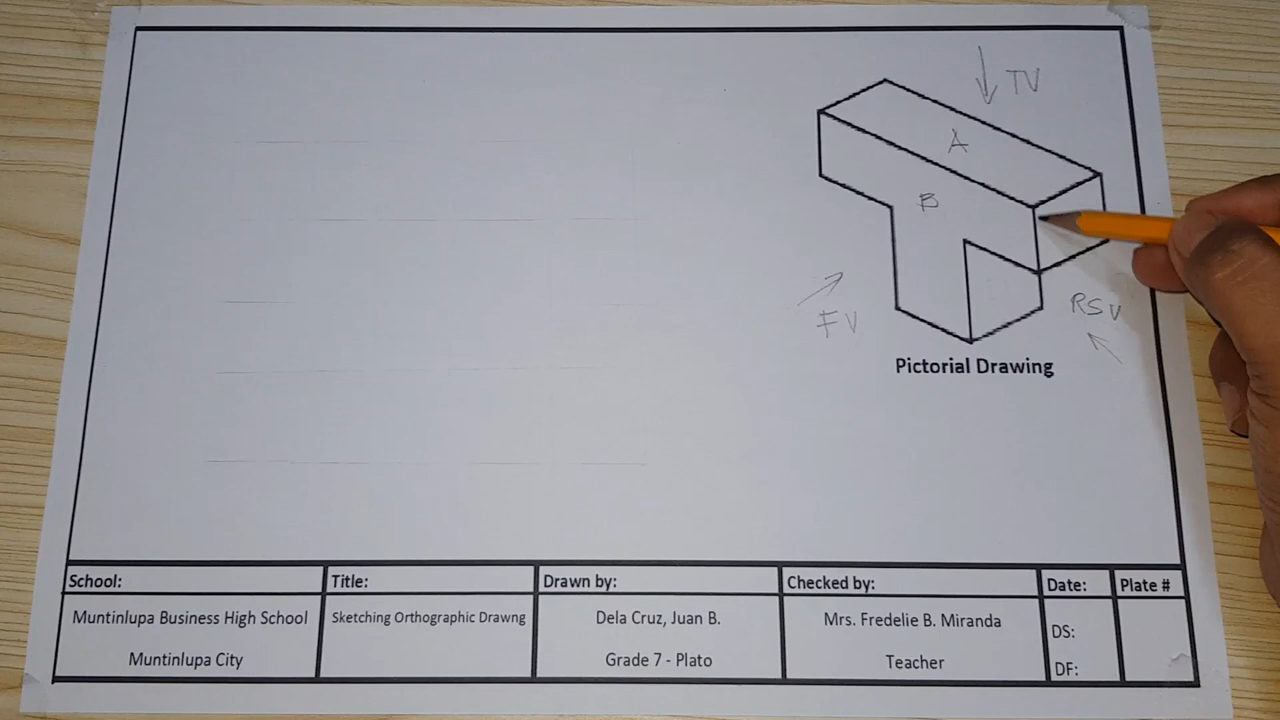 TV
A
B
FV
RSV
Pictorial Drawing
School:
Muntinlupa Business High School
Muntinlupa City
Title:
Sketching Orthographic Drawng
Drawn by:
Dela Cruz, Juan B.
Grade 7 - Plato
Checked by:
Mrs. Fredelie B. Miranda
Teacher
Date:
DS:
DF:
Plate #